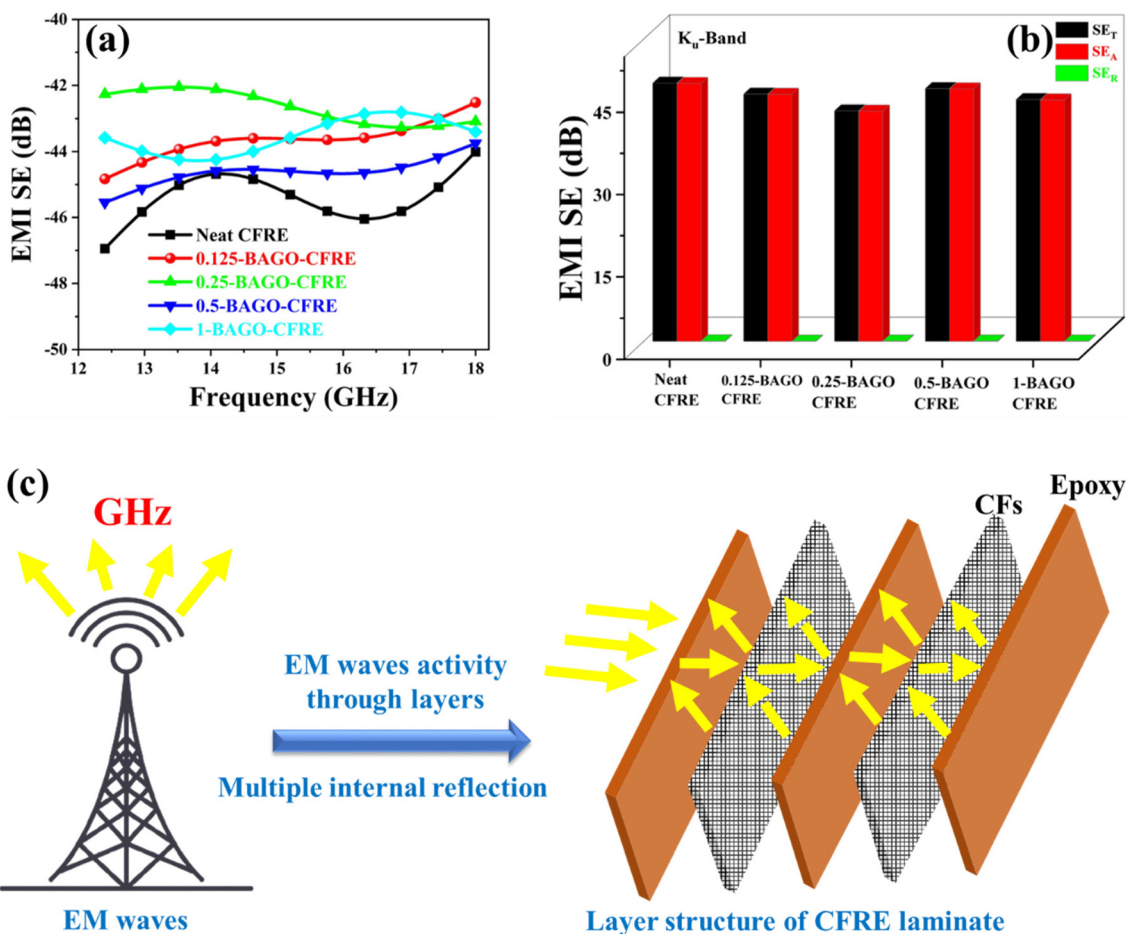 (a)
EMI SE (dB)
-40
-42
-44
-46
-48
-50
Neat CFRE
0.125-BAGO-CFRE
0.25-BAGO-CFRE
0.5-BAGO-CFRE
1-BAGO-CFRE
12 13 14 15 16 17 18
Frequency (GHz)
(b)
Ku-Band
SET
SEA
SER
EMI SE (dB)
45
30
15
0
Neat
CFRE
0.125-BAGO
CFRE
0.25-BAGO
CFRE
0.5-BAGO
CFRE
1-BAGO
CFRE
(c)
GHz
EM waves
EM waves activity
through layers
Multiple internal reflection
CFs
Epoxy
Layer structure of CFRE laminate